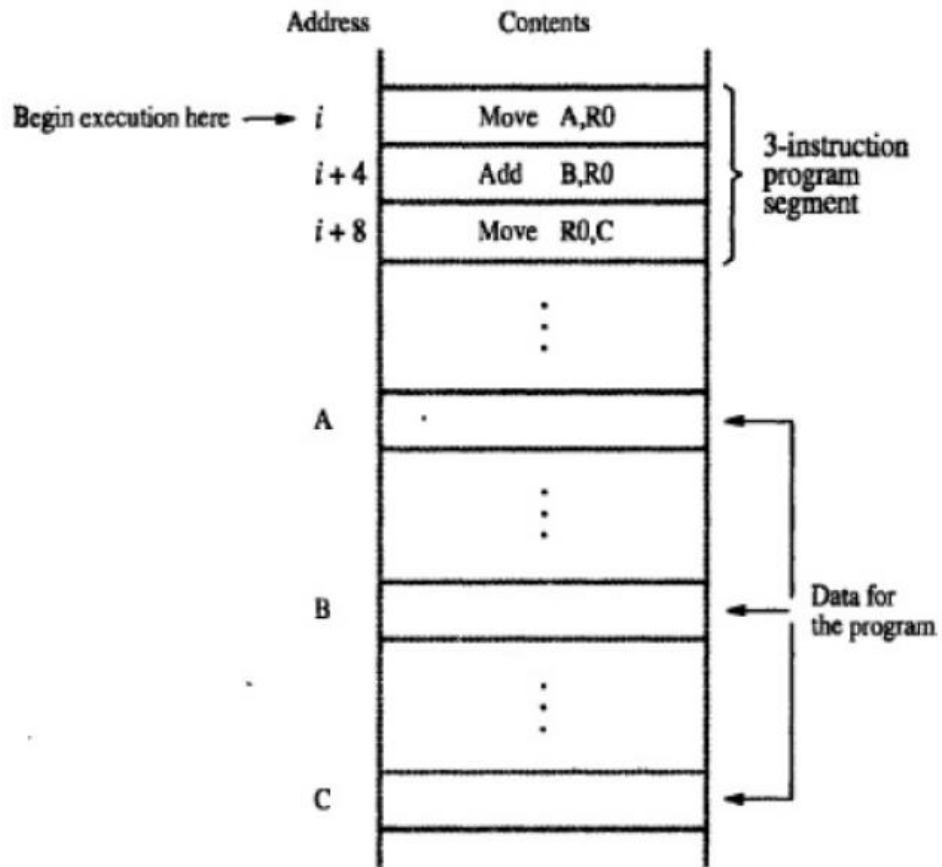 Address Contents
Begin execution here i Move A,R0
i + 4 Add B,R0
i + 8 Move R0,C
3-instruction
program
segment
A
B
Data for
the program
C